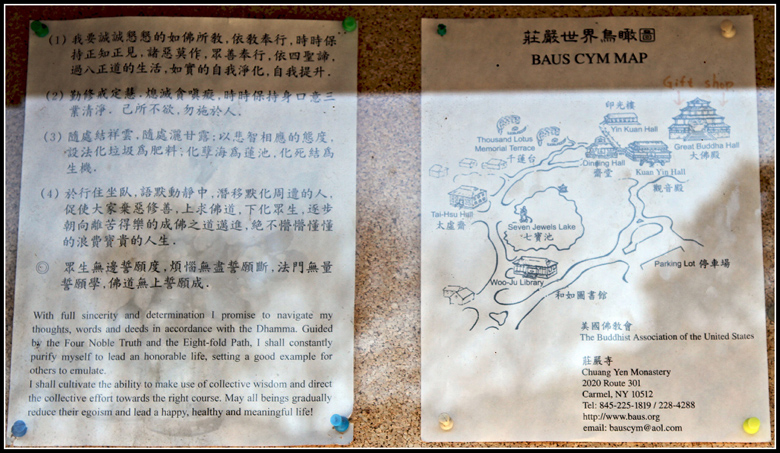 (1) 我要誠誠懇懇的如佛所教，依教奉行，時時保
持正知正見，諸惡莫作，眾善奉行，依四聖諦，
過八正道的生活，如實的自我淨化，自我提升．
(2) 勤修戒定慧．熄滅貪嗔癡，時時保持身口意三
業清淨．己所不欲，勿施於人．
(3) 隨處結祥雲，隨處灑甘露；以悲智相應的態度，
設法化垃圾為肥料；化孽海為蓮池，化死結為
生機．
(4) 於行住坐臥，語默動靜中，潛移默化周遭的人，
促使大家棄惡修善，上求佛道，下化眾生，逐步
朝向離苦得樂的成佛之道邁進，絕不懵懵懂懂
的浪費寶貴的人生．
◎ 眾生無邊誓願度，煩惱無盡誓願斷，法門無量
誓願學，佛道無上誓願成．
With full sincerity and determination I promise to navigate my
thoughts, words and deeds in accordance with the Dhamma. Guided
by the Four Noble Truth and the Eight-fold Path, I shall constantly
purify myself to lead an honorable life, setting a good example for
others to emulate.
I shall cultivate the ability to make use of collective wisdom and direct
the collective effort towards the right course. May all beings gradually
reduce their egoism and lead a happy, healthy and meaningful life!
莊嚴世界鳥瞰圖
BAUS CYM MAP
Gift shop
印光樓
Yin Kuan Hall
Thousand Lotus
Memorial Terrace
千蓮台
Great Buddha Hall
大佛殿
Dinding Hall
齋堂
Kuan Yin Hall
觀音殿
Tai-Hsu Hall
太虛齋
Seven Jewels Lake
七寶池
Parking Lot 停車場
Woo-Ju Library
和如圖書館
美國佛教會
The Buddhist Association of the United States
莊嚴寺
Chuang Yen Monastery
2020 Route 301
Carmel, NY 10512
Tel: 845-225-1819 / 228-4288
http://www.baus.org
email: bauscym@aol.com